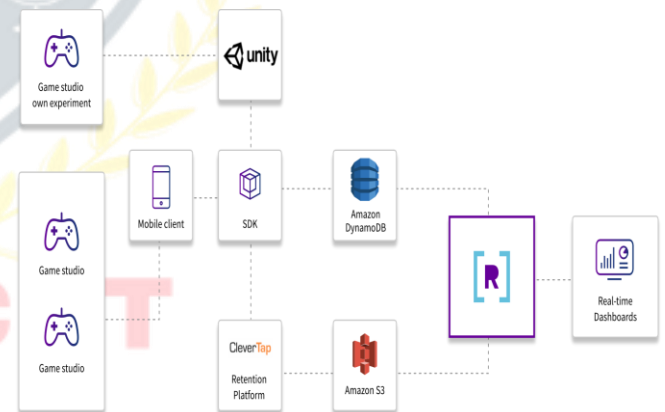 Game studio
own experiment
unity
Mobile client
SDK
Amazon
DynamoDB
Game studio
Game studio
R
Real-time
Dashboards
CleverTap
Retention
Platform
Amazon S3
T